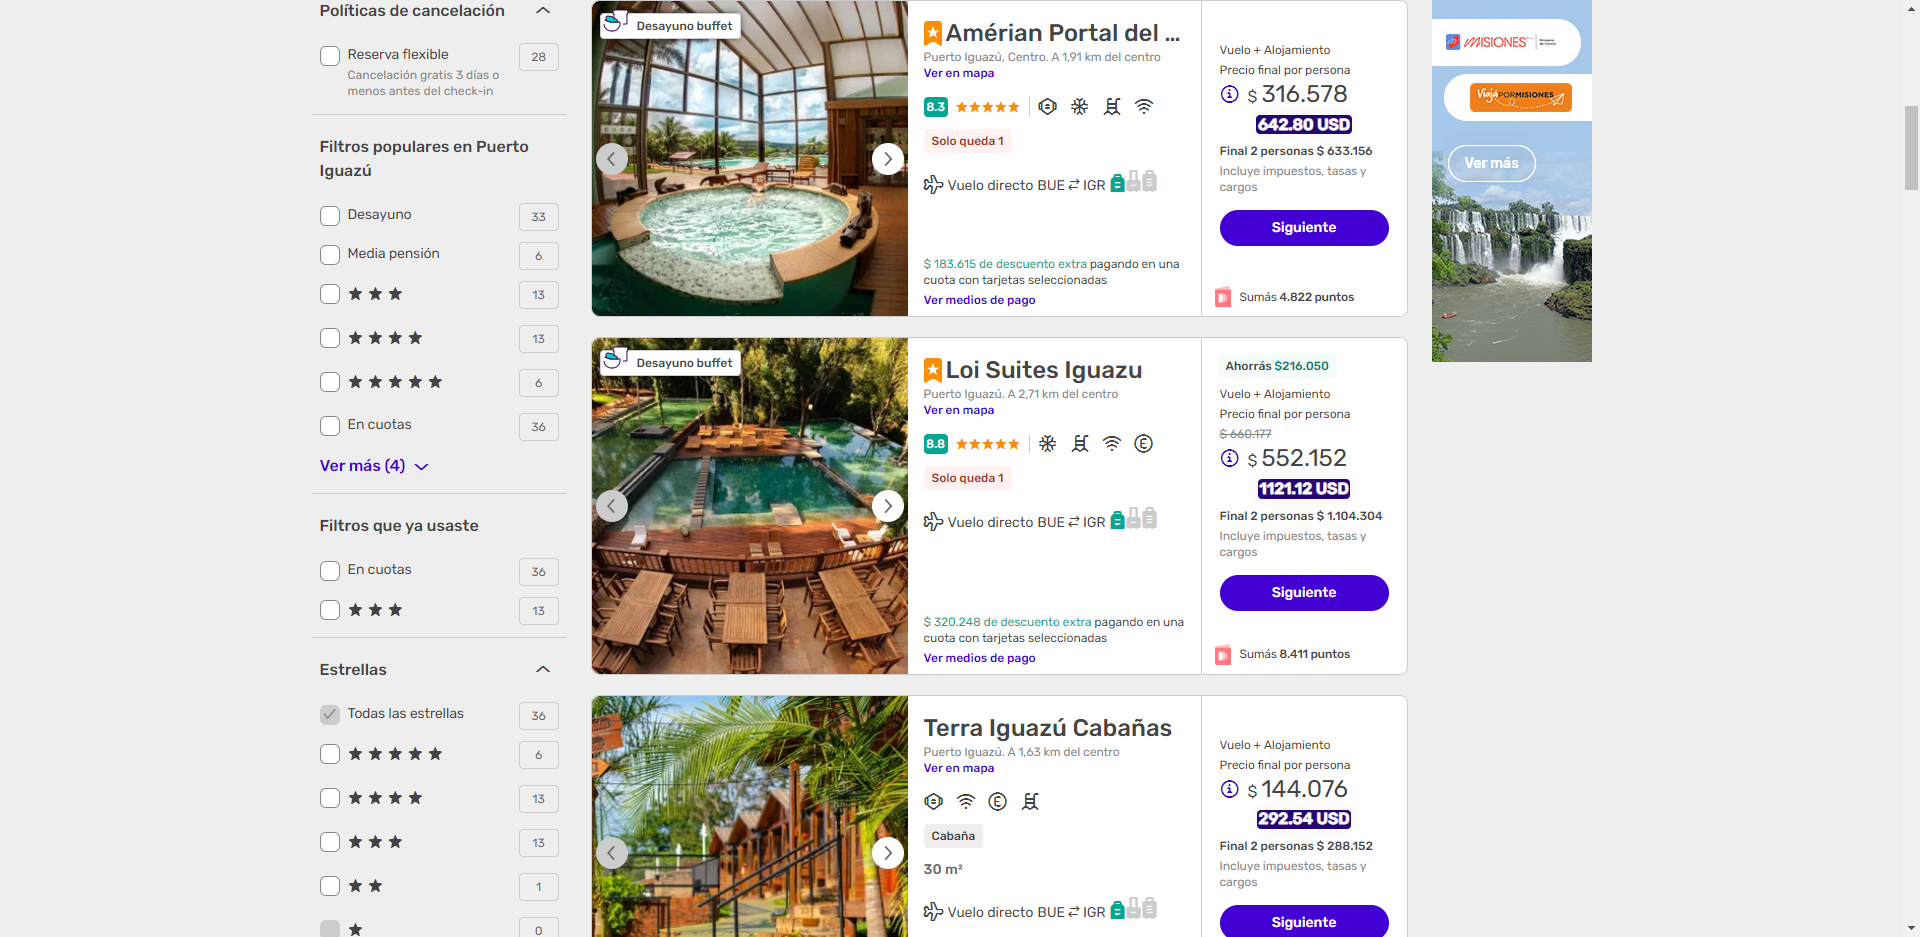 Políticas de cancelación
Reserva flexible
28
Cancelación gratis 3 días o
menos antes del check-in
Filtros populares en Puerto
Iguazú
Desayuno
33
Media pensión
6
13
13
6
En cuotas
36
Ver más (4)
Filtros que ya usaste
En cuotas
36
13
Estrellas
Todas las estrellas
36
6
13
13
1
0
Desayuno buffet
Amérian Portal del ...
Puerto Iguazú, Centro. A 1,91 km del centro
Ver en mapa
8.3
Solo queda 1
Vuelo directo BUE ⇄ IGR
$ 183.615 de descuento extra pagando en una
cuota con tarjetas seleccionadas
Ver medios de pago
Vuelo + Alojamiento
Precio final por persona
$ 316.578
642.80 USD
Final 2 personas $ 633.156
Incluye impuestos, tasas y
cargos
Siguiente
Sumás 4.822 puntos
Desayuno buffet
Loi Suites Iguazu
Puerto Iguazú. A 2,71 km del centro
Ver en mapa
8.8
Solo queda 1
Vuelo directo BUE ⇄ IGR
$ 320.248 de descuento extra pagando en una
cuota con tarjetas seleccionadas
Ver medios de pago
Ahorrás $216.050
Vuelo + Alojamiento
Precio final por persona
$ 660.177
$ 552.152
1121.12 USD
Final 2 personas $ 1.104.304
Incluye impuestos, tasas y
cargos
Siguiente
Sumás 8.411 puntos
Terra Iguazú Cabañas
Puerto Iguazú. A 1,63 km del centro
Ver en mapa
Cabaña
30 m²
Vuelo directo BUE ⇄ IGR
Vuelo + Alojamiento
Precio final por persona
$ 144.076
292.54 USD
Final 2 personas $ 288.152
Incluye impuestos, tasas y
cargos
Siguiente
MISIONES
Viajá POR MISIONES
Ver más